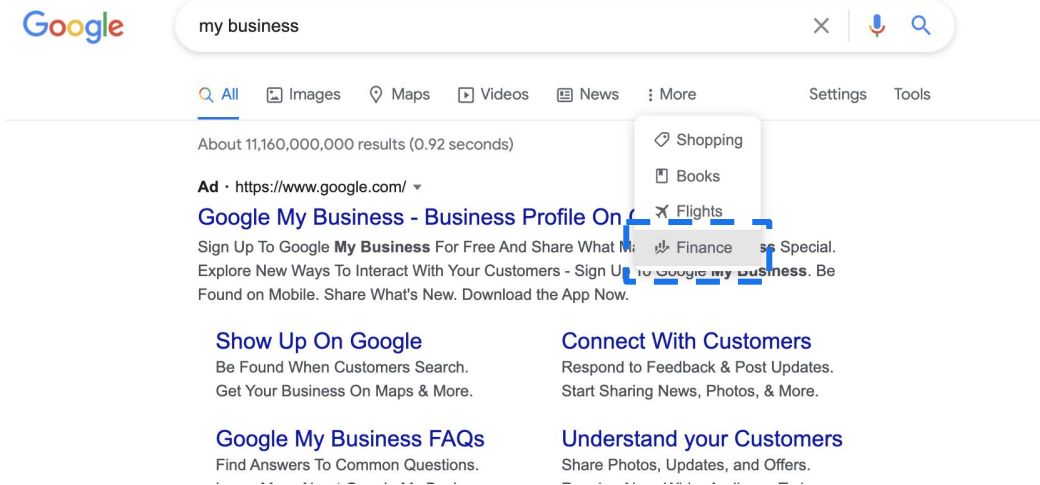 Google
my business
All Images Maps Videos News More Settings Tools
Shopping
Books
Flights
Finance
About 11,160,000,000 results (0.92 seconds)
Ad · https://www.google.com/
Google My Business - Business Profile On
Sign Up To Google My Business For Free And Share What Special.
Explore New Ways To Interact With Your Customers - Sign Up To Google My Business. Be
Found on Mobile. Share What's New. Download the App Now.
Show Up On Google
Be Found When Customers Search.
Get Your Business On Maps & More.
Connect With Customers
Respond to Feedback & Post Updates.
Start Sharing News, Photos, & More.
Google My Business FAQs
Find Answers To Common Questions.
Understand your Customers
Share Photos, Updates, and Offers.